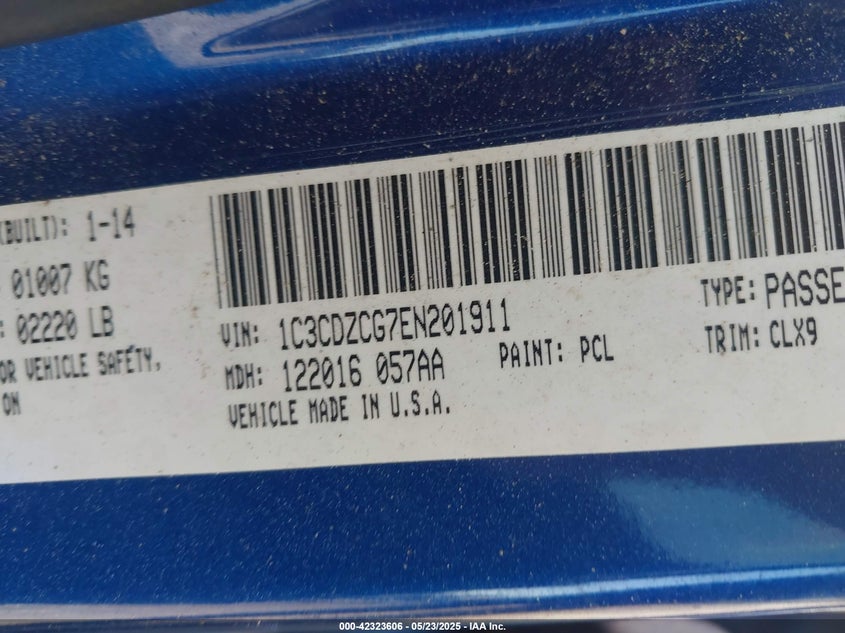 (BUILT): 1-14
01007 KG
: 02220 LB
OR VEHICLE SAFETY,
ON
VIN: 1C3CDZCG7EN201911
MDH: 122016 057AA
VEHICLE MADE IN U.S.A.
PAINT: PCL
TYPE: PASSE
TRIM: CLX9
000-42323606 - 05/23/2025 - IAA Inc.